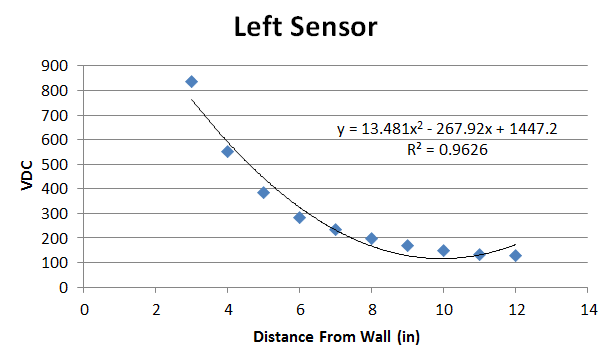 Left Sensor
900
800
700
600
500
400
300
200
100
0
VDC
y = 13.481x² - 267.92x + 1447.2
R² = 0.9626
0 2 4 6 8 10 12 14
Distance From Wall (in)